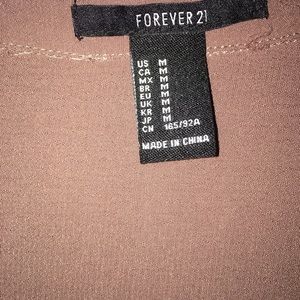 FOREVER 21
US M
CA M
MX M
BR M
EU M
UK M
KR M
JP M
CN 165/92A
MADE IN CHINA